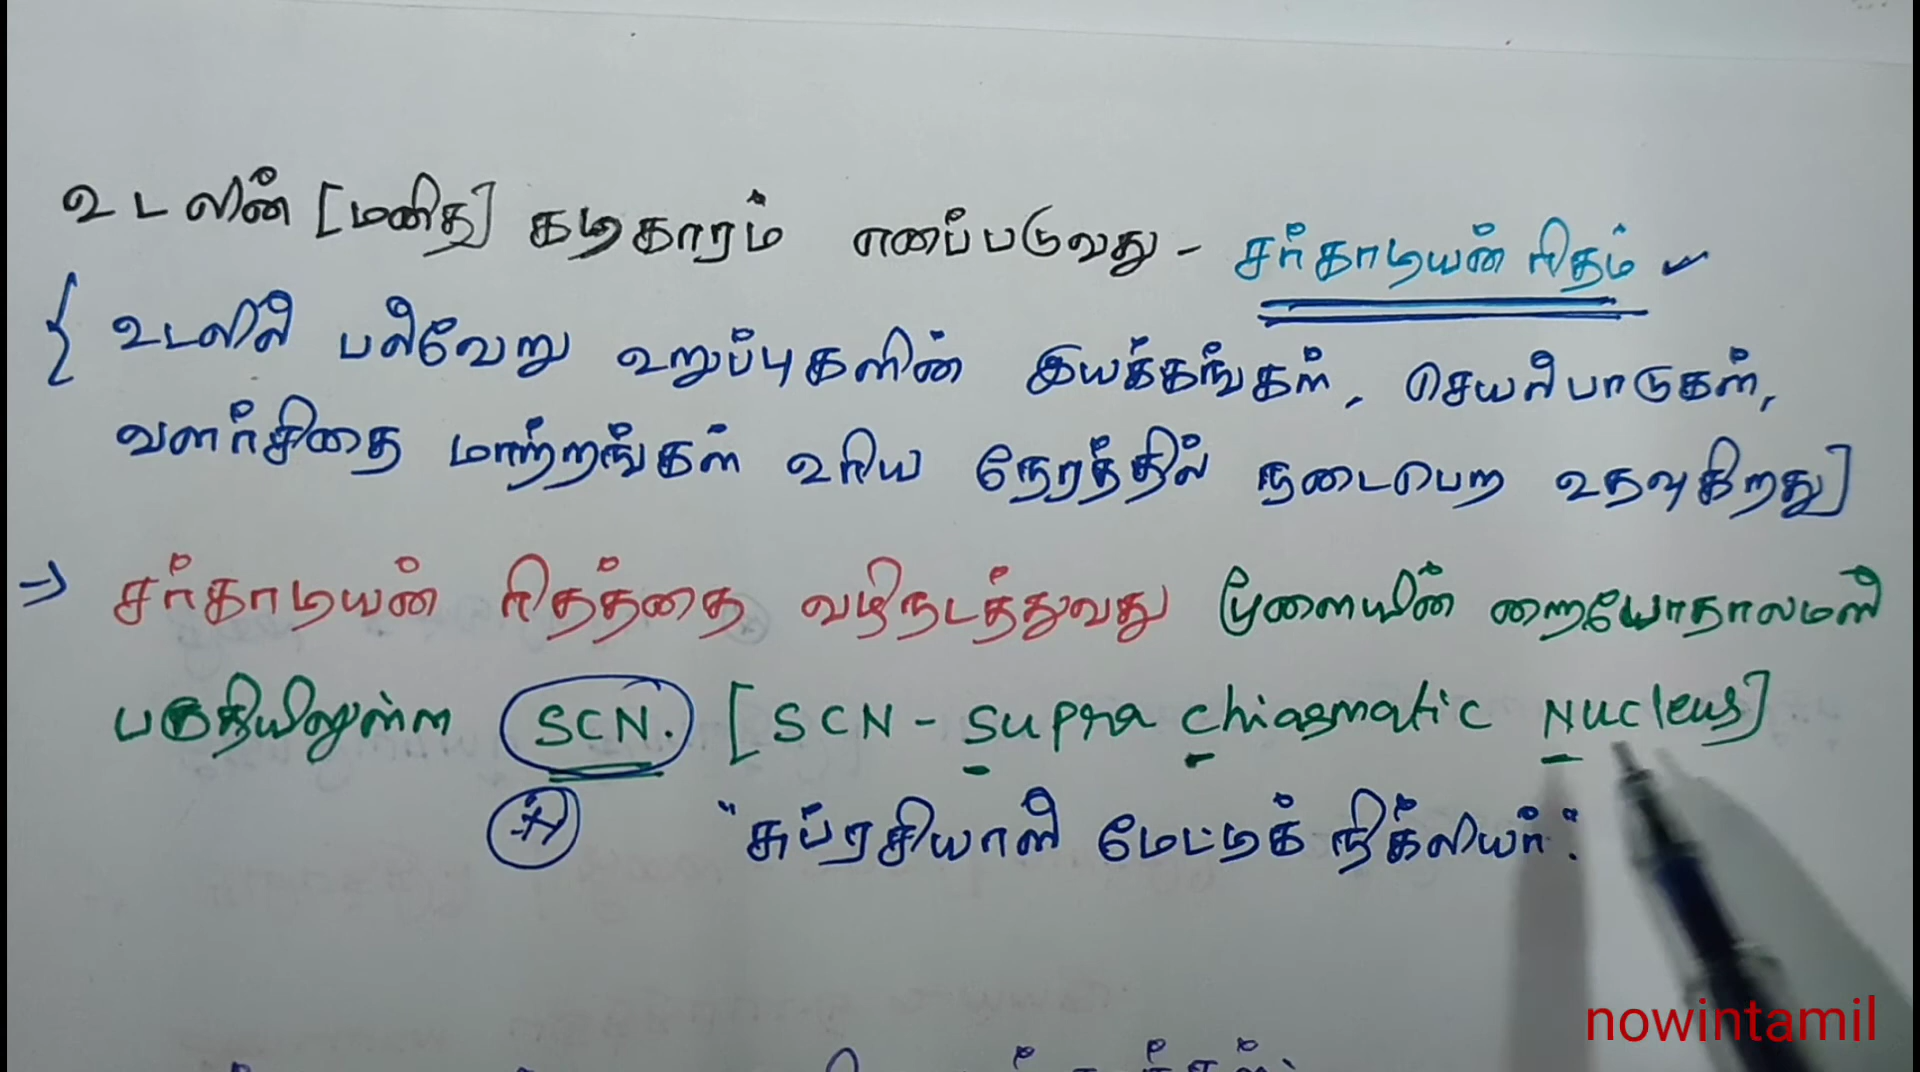 உடலின் [மனித] கடிகாரம் எனப்படுவது - சர்காடியன் ரிதம் ✓
{ உடலில் பல்வேறு உறுப்புகளின் இயக்கங்கள், செயல்பாடுகள்,
வளர்சிதை மாற்றங்கள் உரிய நேரத்தில் நடைபெற உதவுகிறது]
→ சர்காடியன் ரிதத்தை வழிநடத்துவது மூளையின் ஹையோதாலமஸ்
பகுதியிலுள்ள SCN. [SCN - Supra Chiasmatic Nucleus]
"சுப்ரசியாஸ் மேட்டிக் நிக்லியர்".
nowintamil